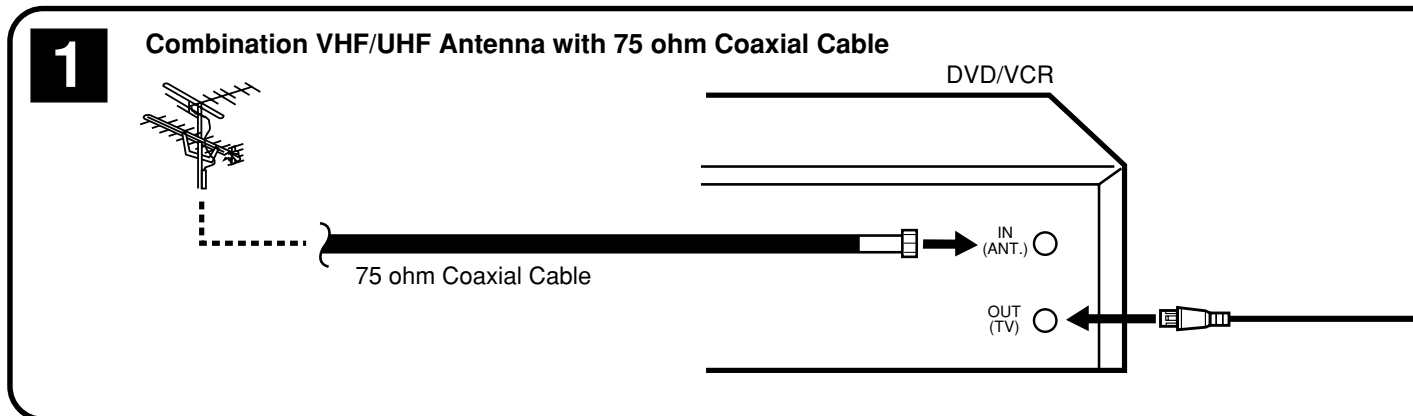 1
Combination VHF/UHF Antenna with 75 ohm Coaxial Cable
DVD/VCR
IN
(ANT.)
75 ohm Coaxial Cable
OUT
(TV)